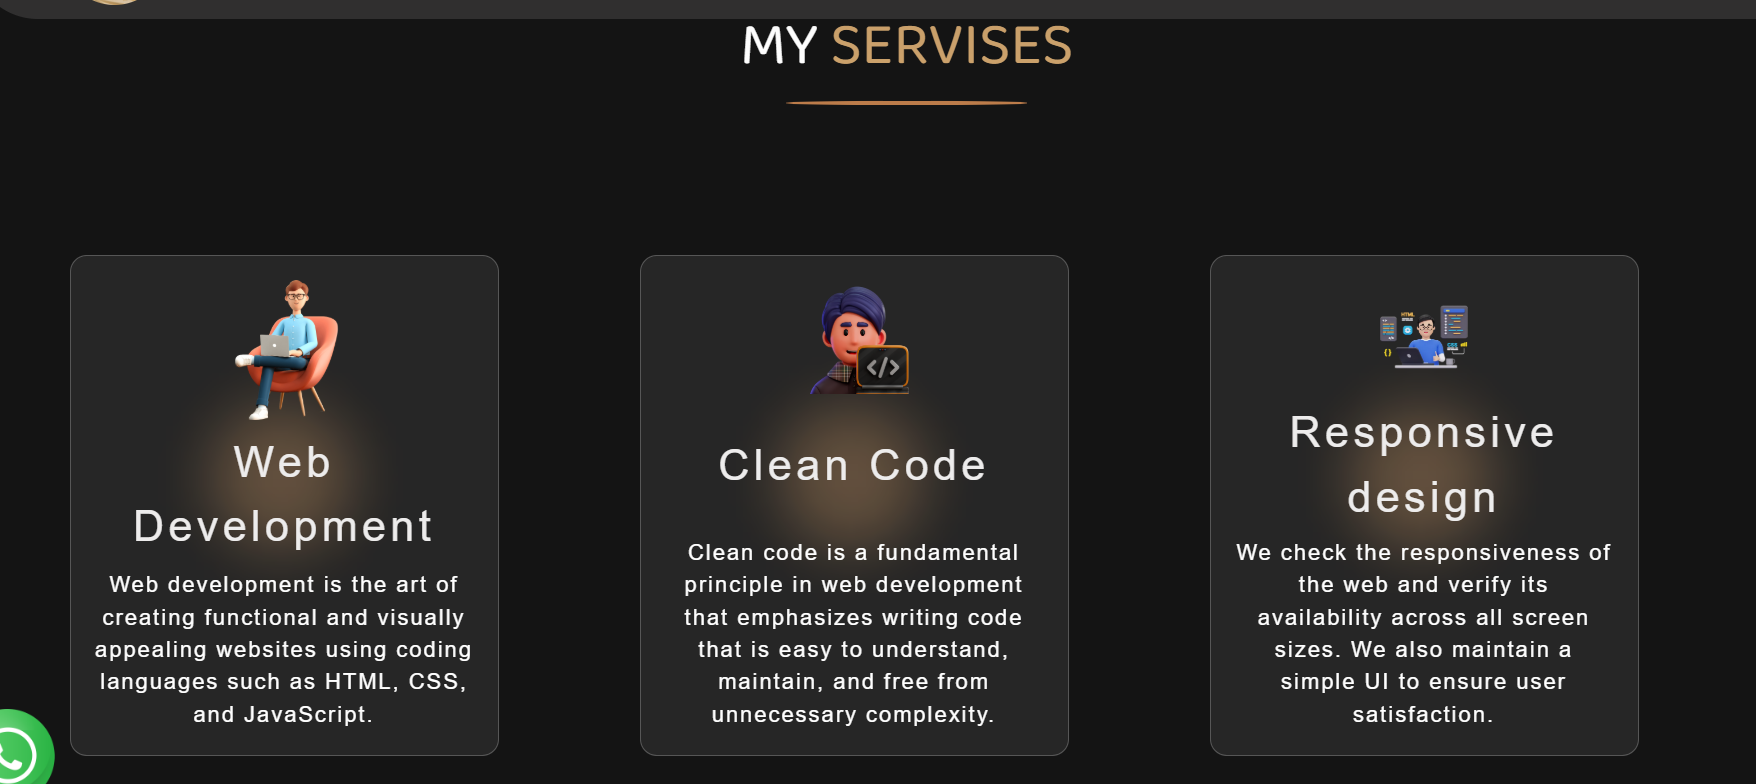 MY SERVISES
Web
Development
Web development is the art of
creating functional and visually
appealing websites using coding
languages such as HTML, CSS,
and JavaScript.
</>
Clean Code
Clean code is a fundamental
principle in web development
that emphasizes writing code
that is easy to understand,
maintain, and free from
unnecessary complexity.
HTML
CSS
{}
Responsive
design
We check the responsiveness of
the web and verify its
availability across all screen
sizes. We also maintain a
simple UI to ensure user
satisfaction.